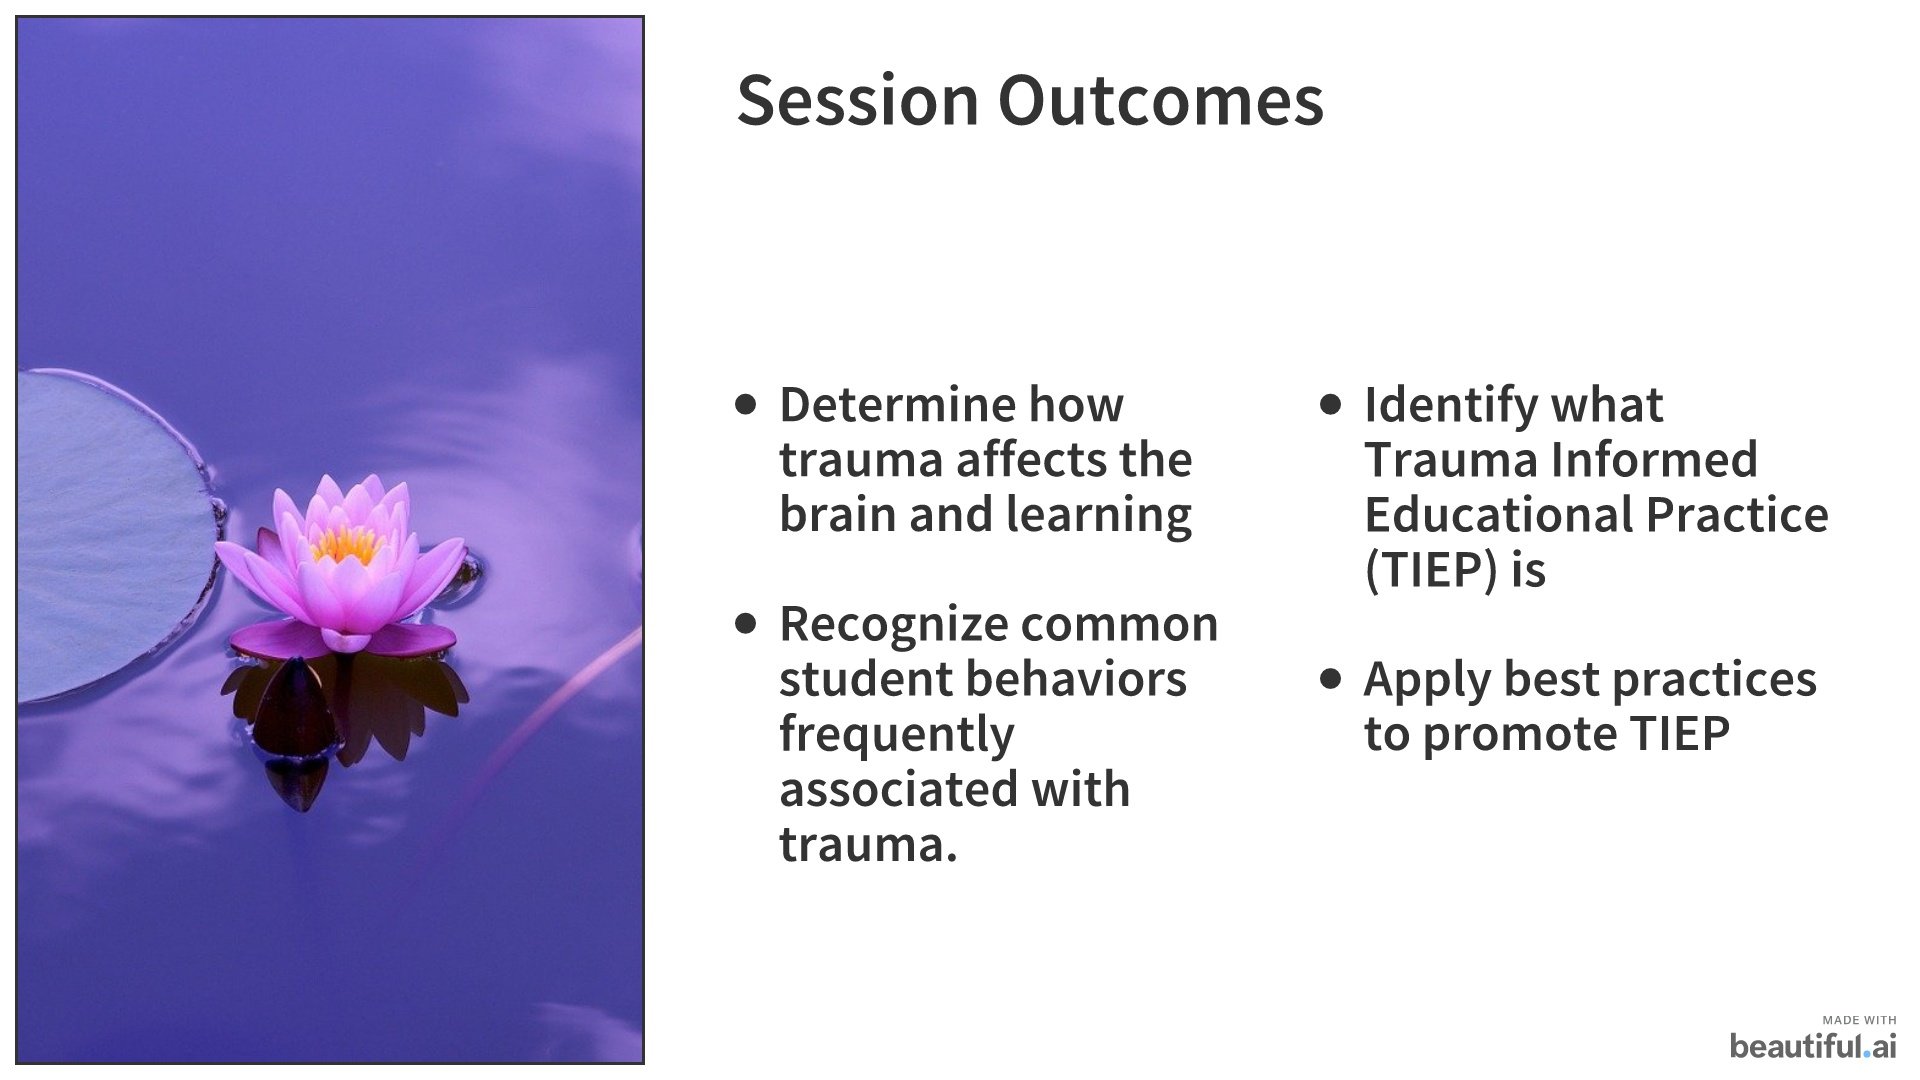 Session Outcomes
• Determine how
trauma affects the
brain and learning
• Recognize common
student behaviors
frequently
associated with
trauma.
• Identify what
Trauma Informed
Educational Practice
(TIEP) is
• Apply best practices
to promote TIEP
MADE WITH
beautiful.ai